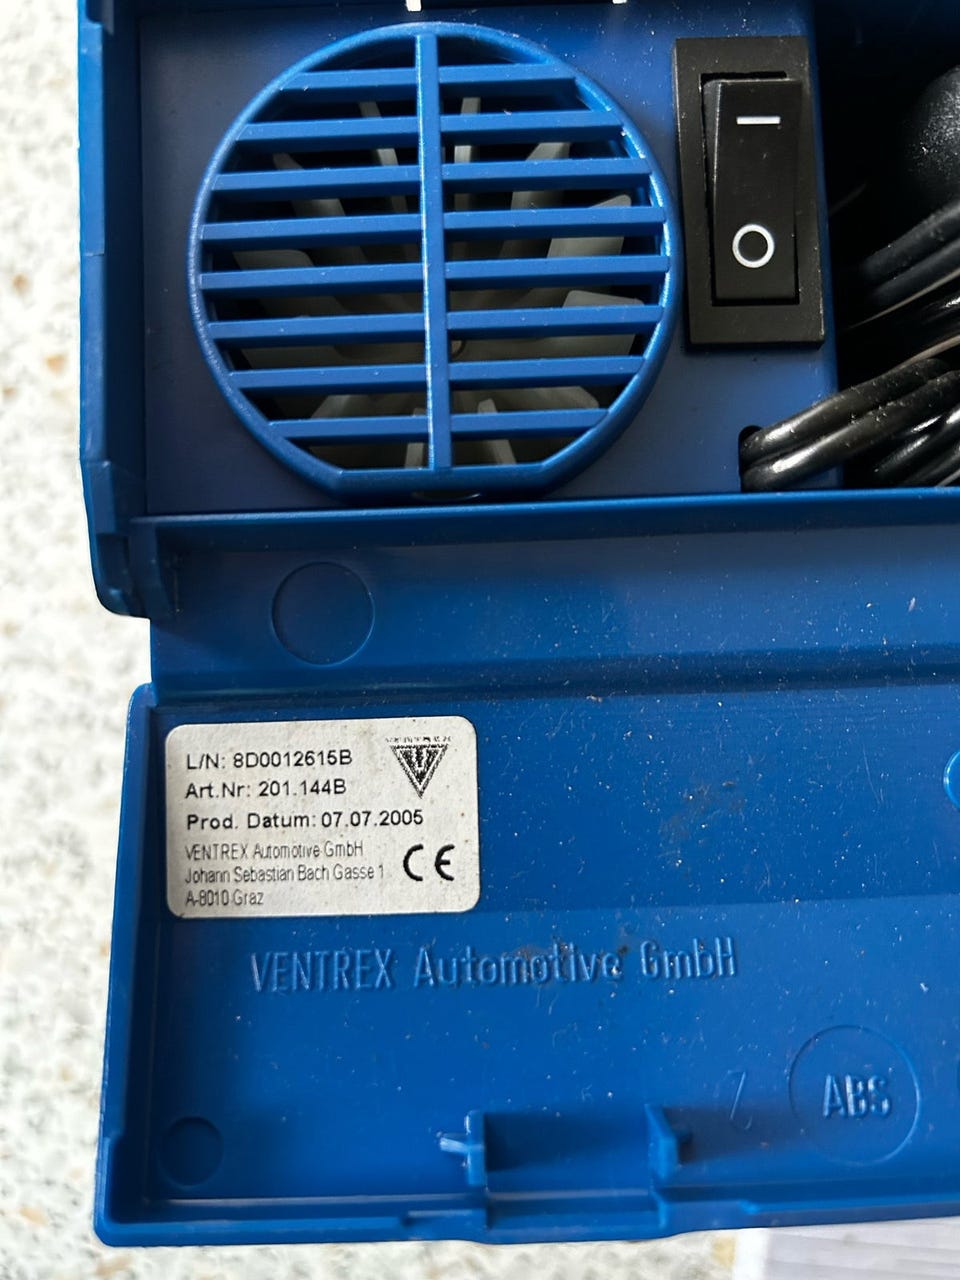 L/N: 8D0012615B
Art.Nr: 201.144B
Prod. Datum: 07.07.2005
VENTREX Automotive GmbH
Johann Sebastian Bach Gasse 1
A-8010 Graz
CE
VENTREX Automotive GmbH
ABS